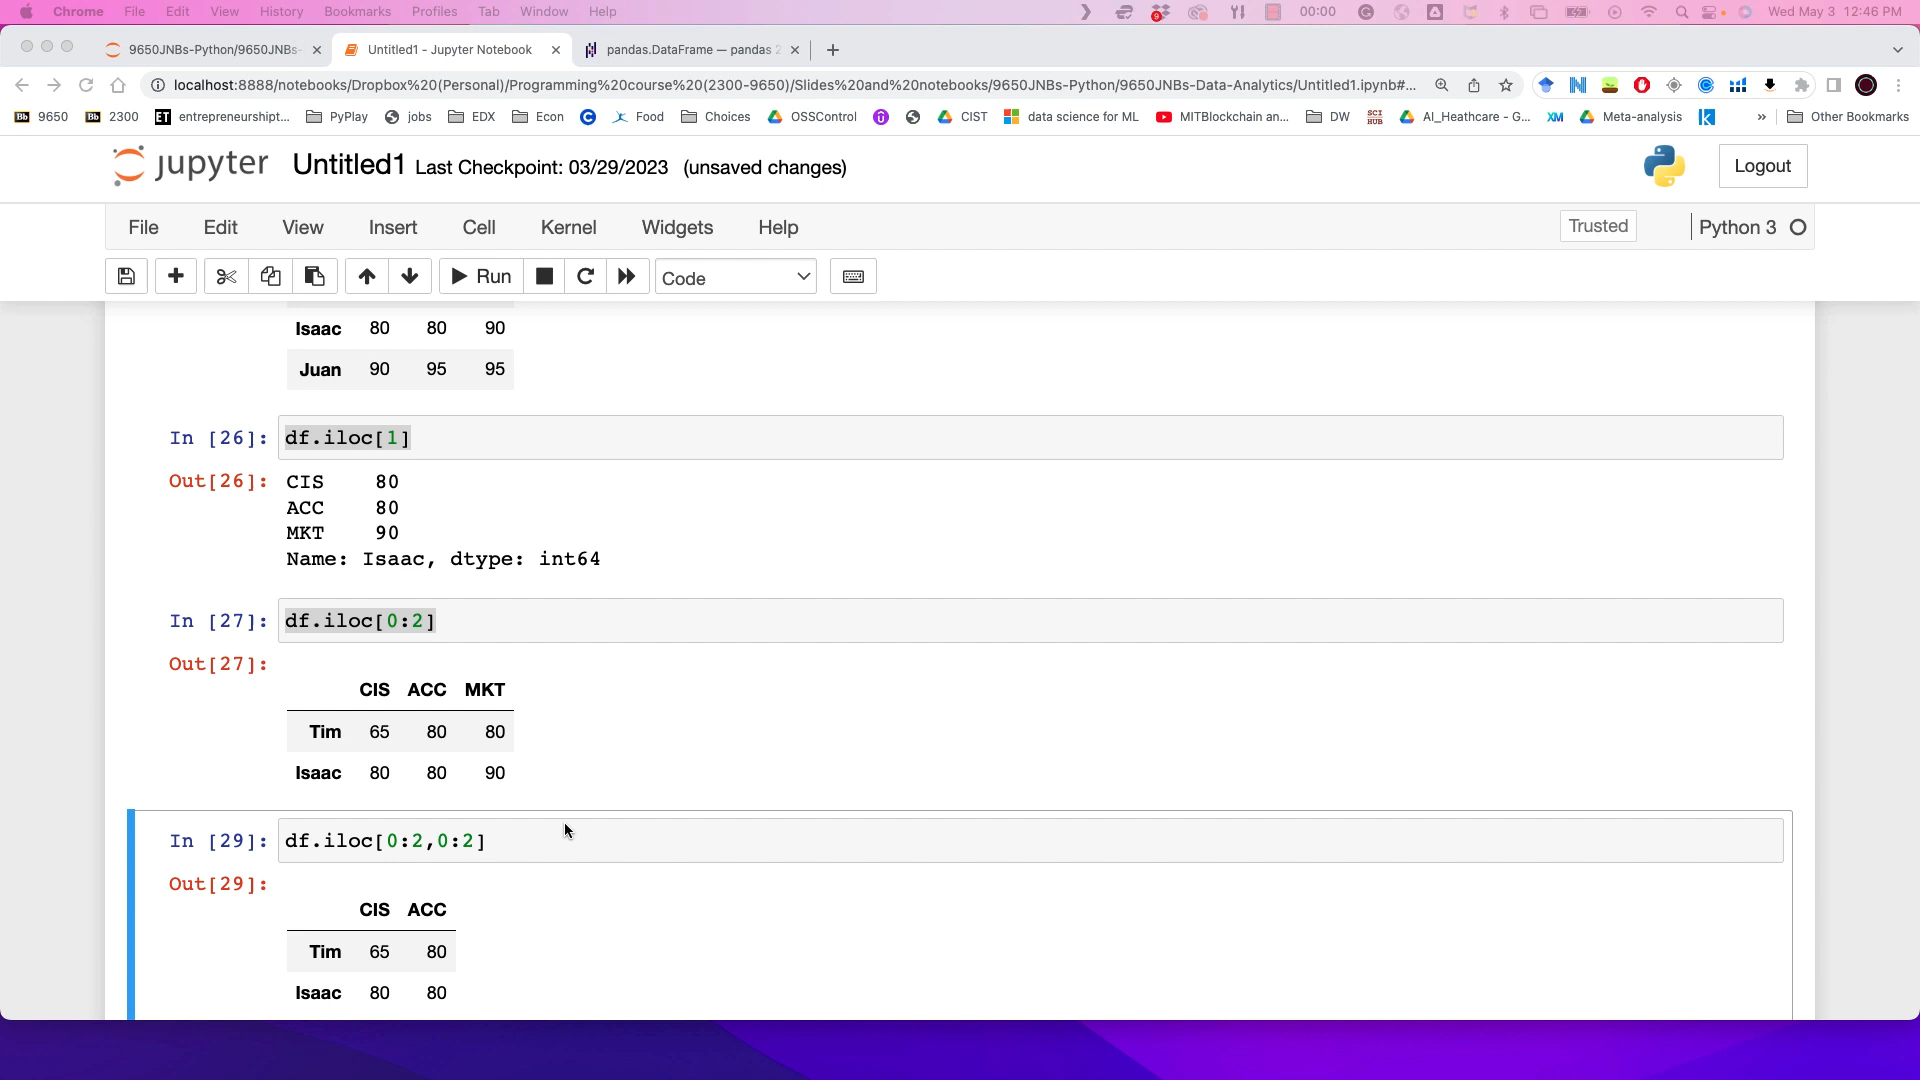 Chrome File Edit View History Bookmarks Profiles Tab Window Help 9 00:00 Wed May 3 12:46 PM
9650JNBs-Python/9650JNBs- Untitled1 - Jupyter Notebook pandas.DataFrame — pandas 2
localhost:8888/notebooks/Dropbox%20(Personal)/Programming%20course%20(2300-9650)/Slides%20and%20notebooks/9650JNBs-Python/9650JNBs-Data-Analytics/Untitled1.ipynb#...
Bb 9650 Bb 2300 ET entrepreneurshipt... PyPlay jobs EDX Econ Food Choices OSSControl CIST data science for ML MITBlockchain an... DW SCI HUB AI_Heathcare - G... XM Meta-analysis » Other Bookmarks
jupyter Untitled1 Last Checkpoint: 03/29/2023 (unsaved changes) Logout
File Edit View Insert Cell Kernel Widgets Help Trusted Python 3
Run Code
Isaac 80 80 90
Juan 90 95 95
In [26]: df.iloc[1]
Out[26]: CIS 80
ACC 80
MKT 90
Name: Isaac, dtype: int64
In [27]: df.iloc[0:2]
Out[27]:
CIS ACC MKT
Tim 65 80 80
Isaac 80 80 90
In [29]: df.iloc[0:2,0:2]
Out[29]:
CIS ACC
Tim 65 80
Isaac 80 80